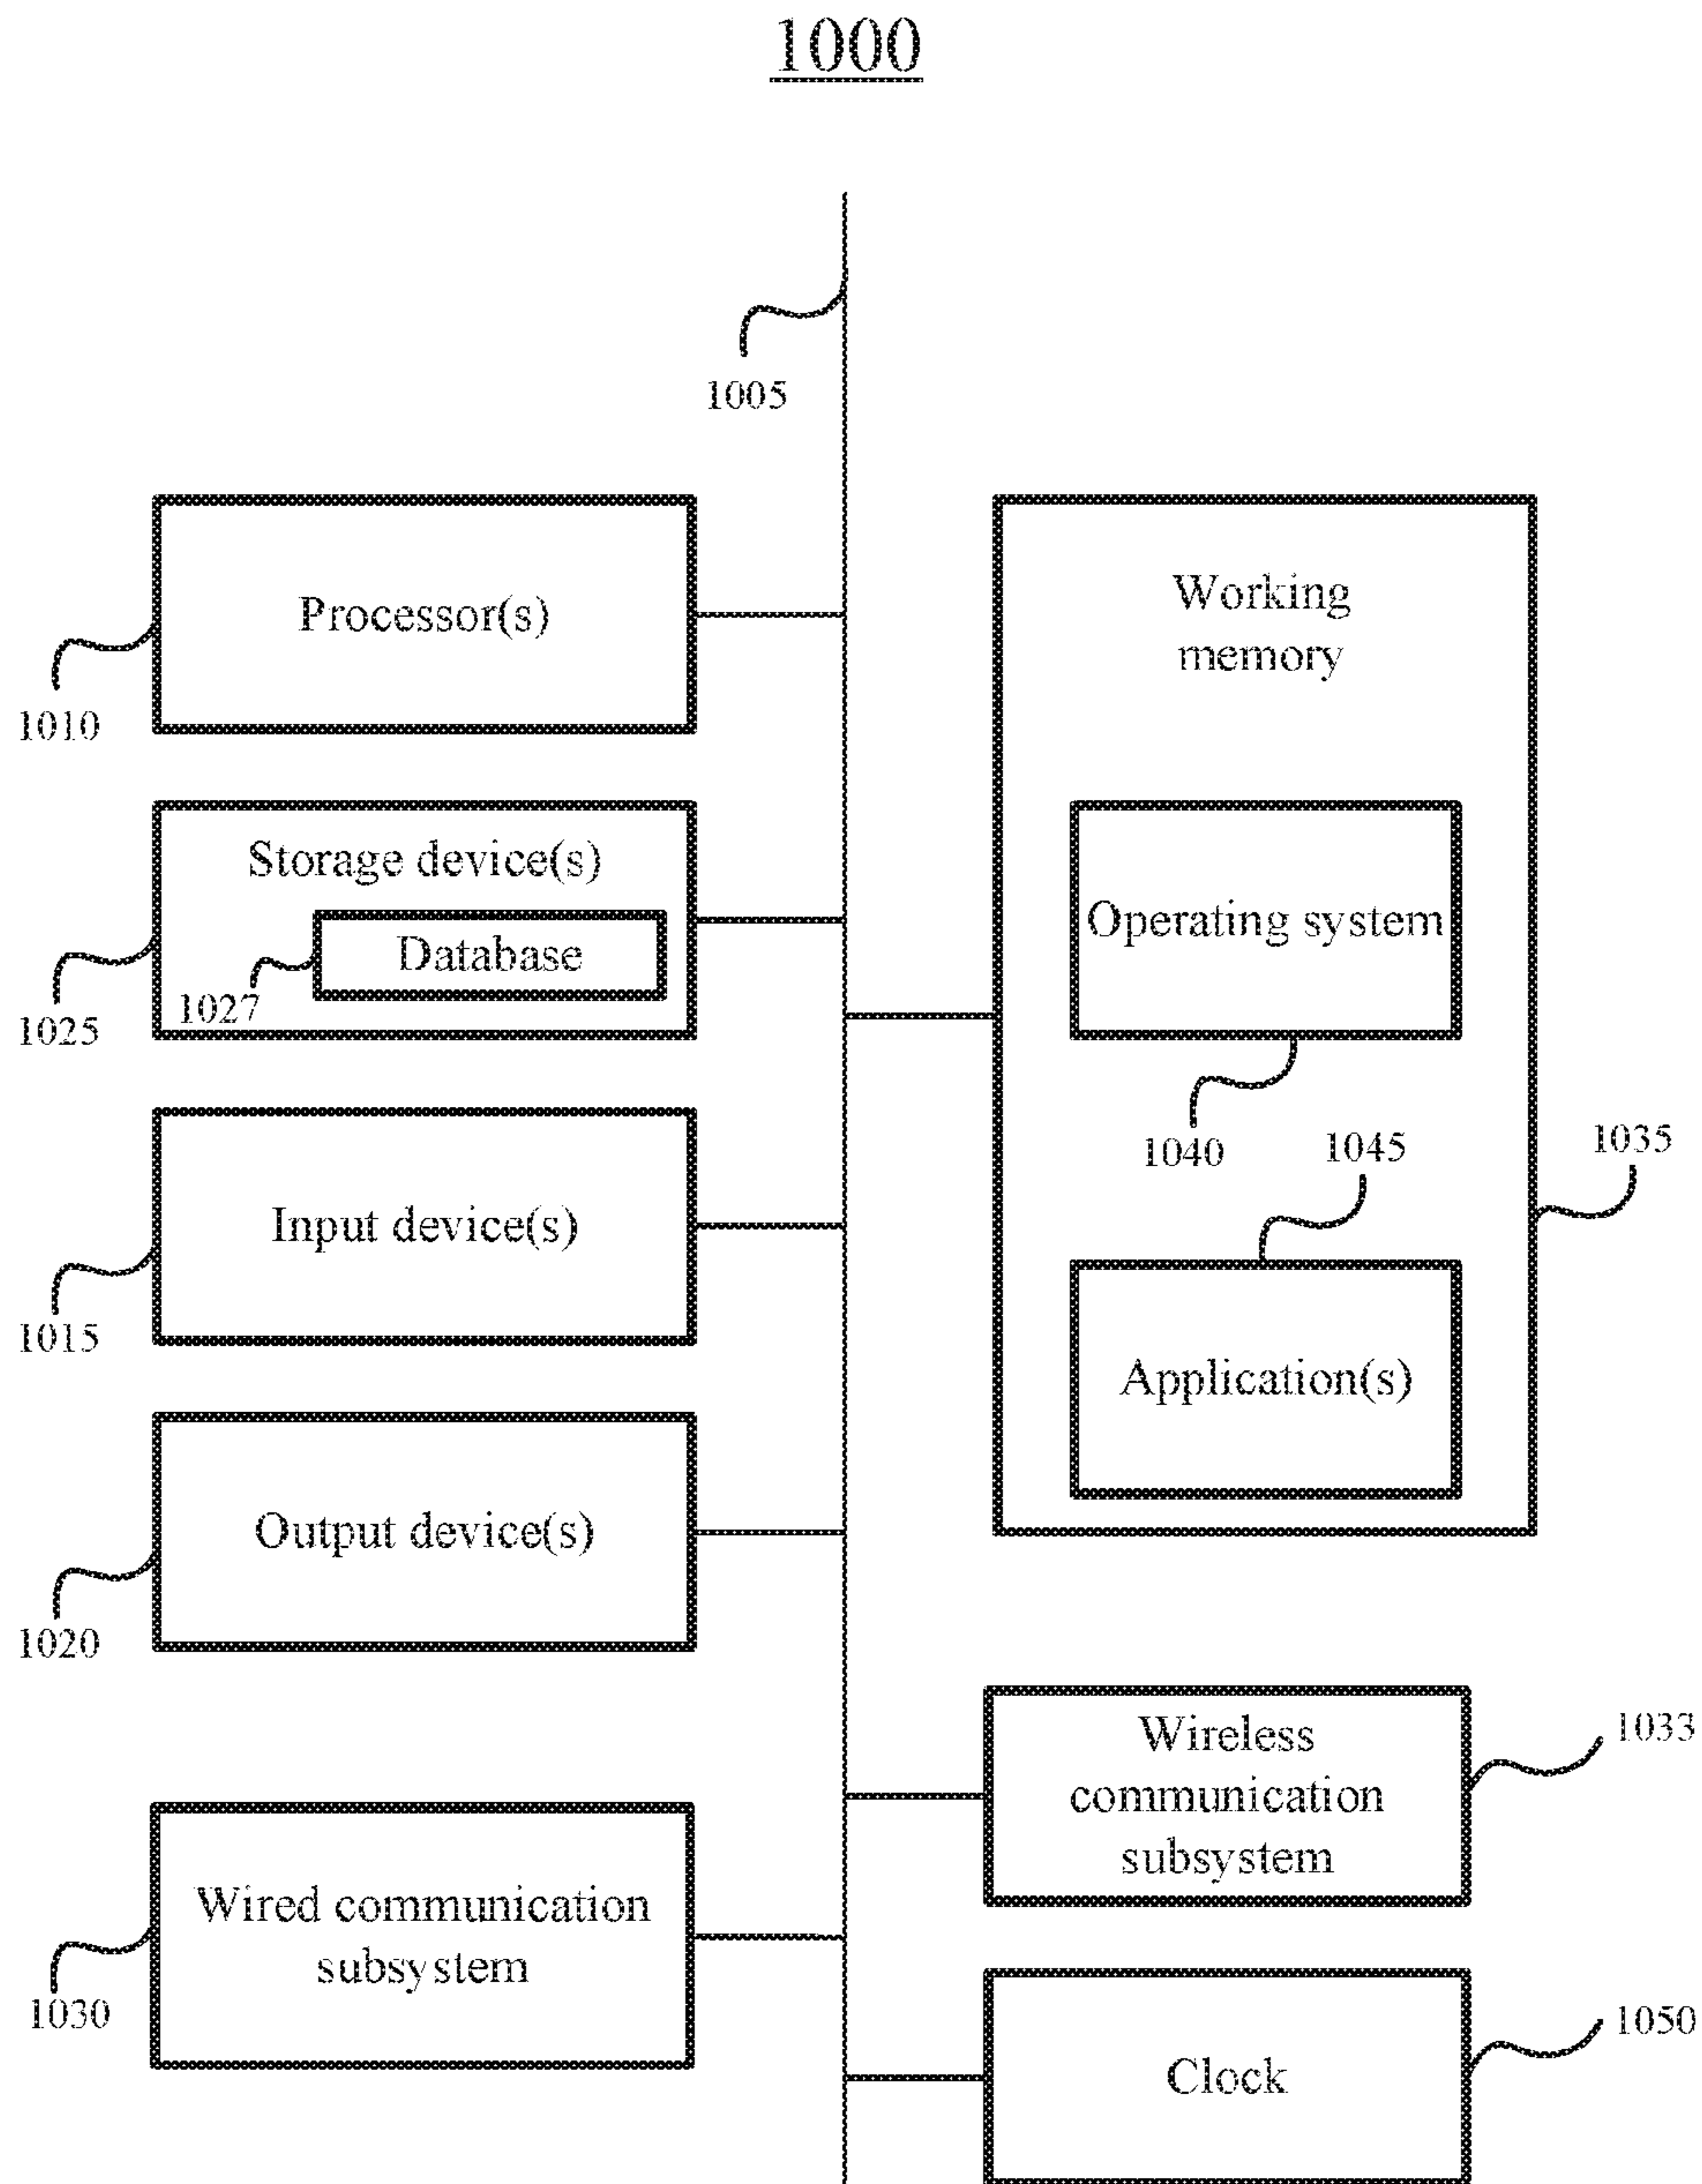 1000
1005
Processor(s)
1010
Storage device(s)
Database
1027
1025
Input device(s)
1015
Output device(s)
1020
Wired communication
subsystem
1030
Working
memory
Operating system
1040
1045
1035
Application(s)
Wireless
communication
subsystem
1033
Clock
1050